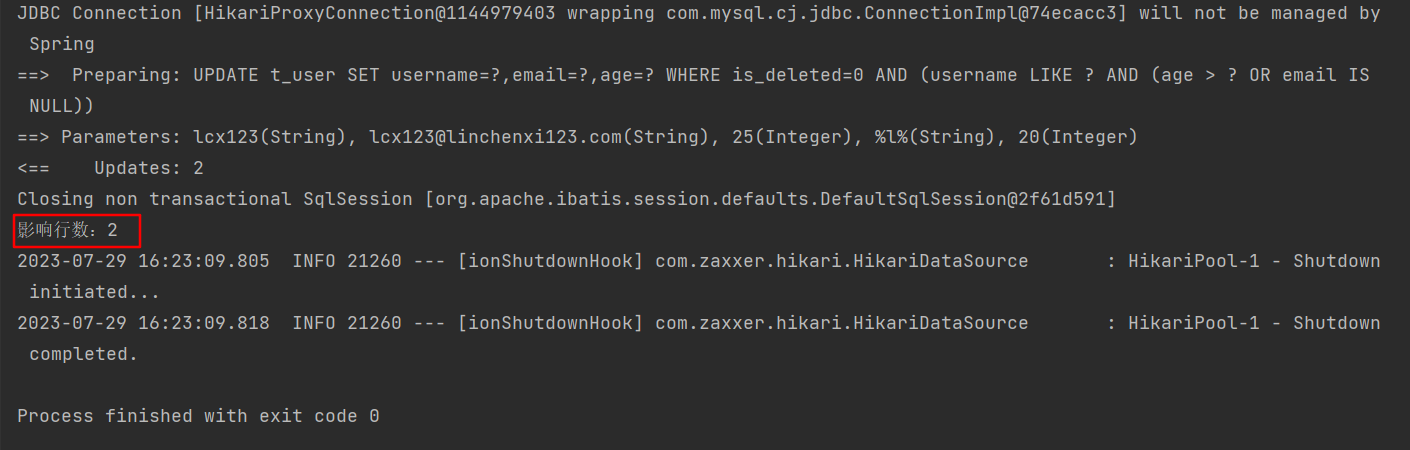 JDBC Connection [HikariProxyConnection@1144979403 wrapping com.mysql.cj.jdbc.ConnectionImpl@74ecacc3] will not be managed by
Spring
==>  Preparing: UPDATE t_user SET username=?,email=?,age=? WHERE is_deleted=0 AND (username LIKE ? AND (age > ? OR email IS
NULL))
==> Parameters: lcx123(String), lcx123@linchenxi123.com(String), 25(Integer), %l%(String), 20(Integer)
<==    Updates: 2
Closing non transactional SqlSession [org.apache.ibatis.session.defaults.DefaultSqlSession@2f61d591]
影响行数：2
2023-07-29 16:23:09.805  INFO 21260 --- [ionShutdownHook] com.zaxxer.hikari.HikariDataSource       : HikariPool-1 - Shutdown
initiated...
2023-07-29 16:23:09.818  INFO 21260 --- [ionShutdownHook] com.zaxxer.hikari.HikariDataSource       : HikariPool-1 - Shutdown
completed.
Process finished with exit code 0